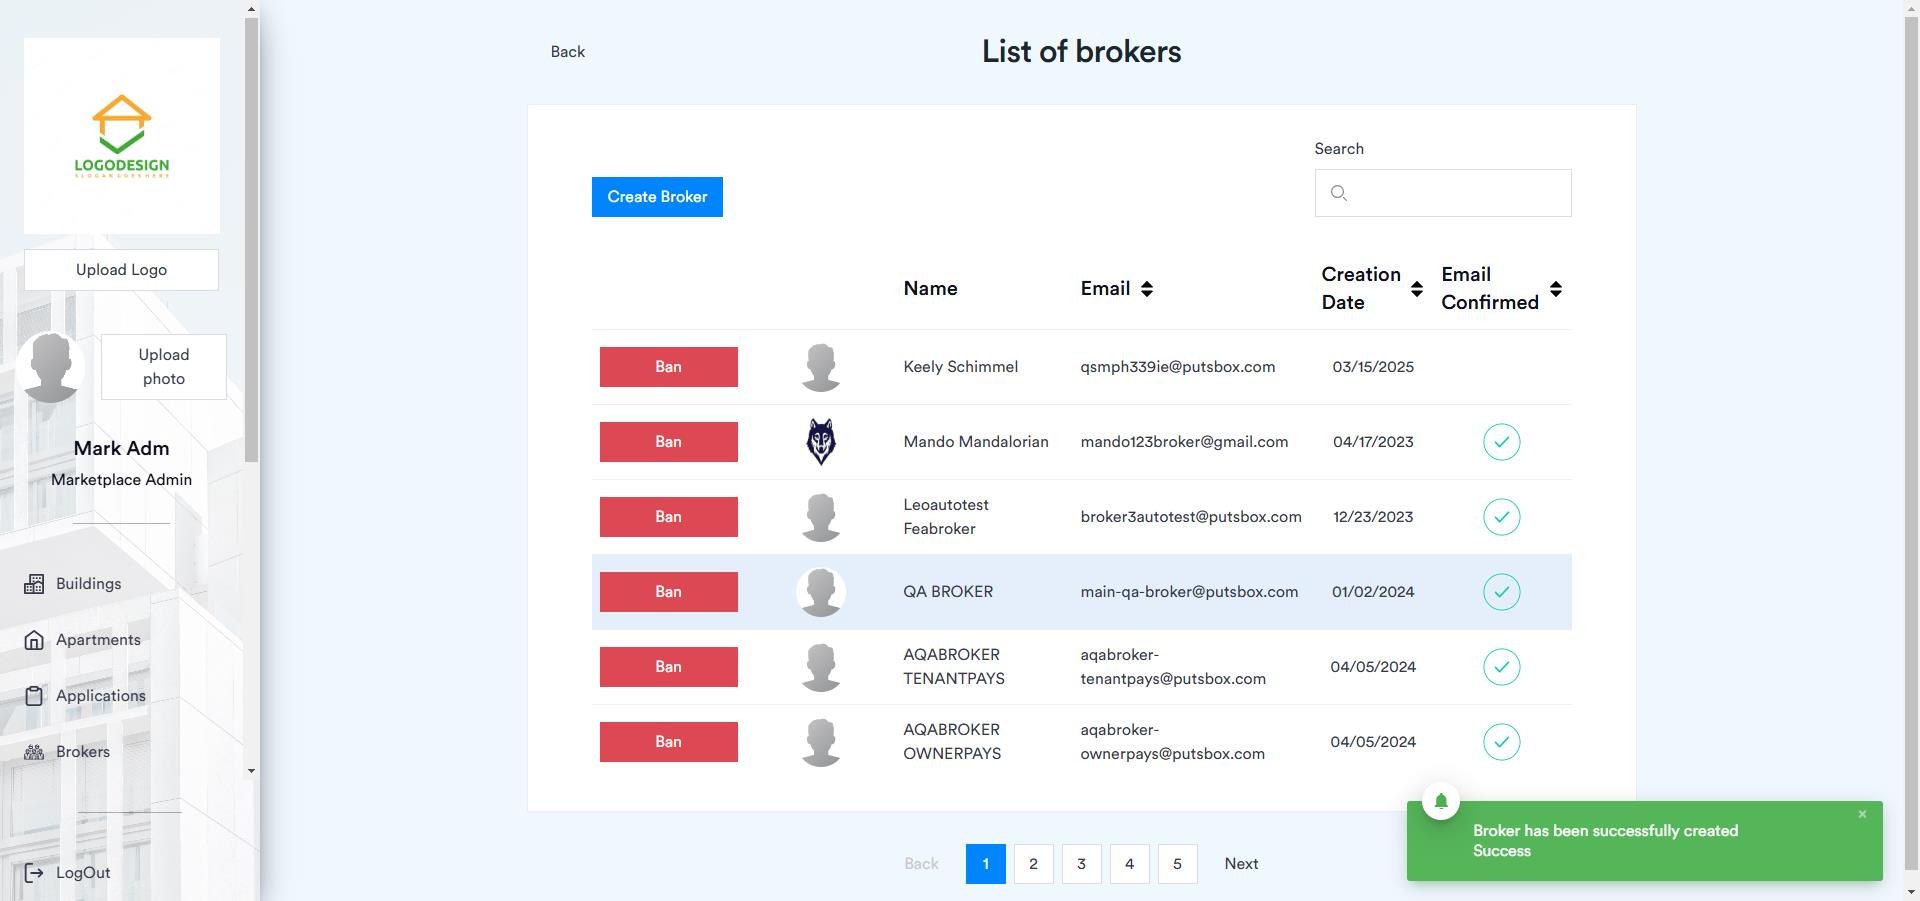 LOGODESIGN
SLOGAN GOES HERE
Upload Logo
Upload
photo
Mark Adm
Marketplace Admin
Buildings
Apartments
Applications
Brokers
LogOut
Back
List of brokers
Search
Create Broker
Name
Email
Creation
Date
Email
Confirmed
Ban
Keely Schimmel
qsmph339ie@putsbox.com
03/15/2025
Ban
Mando Mandalorian
mando123broker@gmail.com
04/17/2023
Ban
Leoautotest
Feabroker
broker3autotest@putsbox.com
12/23/2023
Ban
QA BROKER
main-qa-broker@putsbox.com
01/02/2024
Ban
AQABROKER
TENANTPAYS
aqabroker-
tenantpays@putsbox.com
04/05/2024
Ban
AQABROKER
OWNERPAYS
aqabroker-
ownerpays@putsbox.com
04/05/2024
Back 1 2 3 4 5 Next
Broker has been successfully created
Success
×